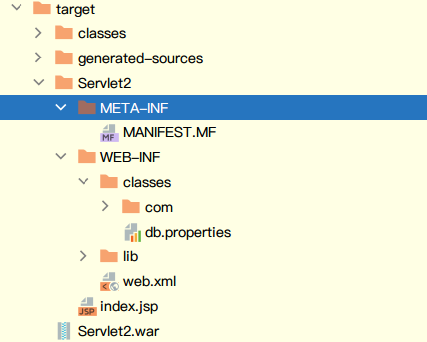 target
classes
generated-sources
Servlet2
META-INF
MF MANIFEST.MF
WEB-INF
classes
com
db.properties
lib
web.xml
JSP index.jsp
Servlet2.war